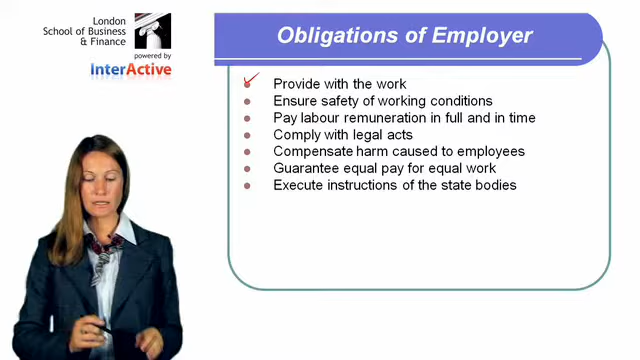 London
School of Business
& Finance
powered by
InterActive
Obligations of Employer
Provide with the work
Ensure safety of working conditions
Pay labour remuneration in full and in time
Comply with legal acts
Compensate harm caused to employees
Guarantee equal pay for equal work
Execute instructions of the state bodies